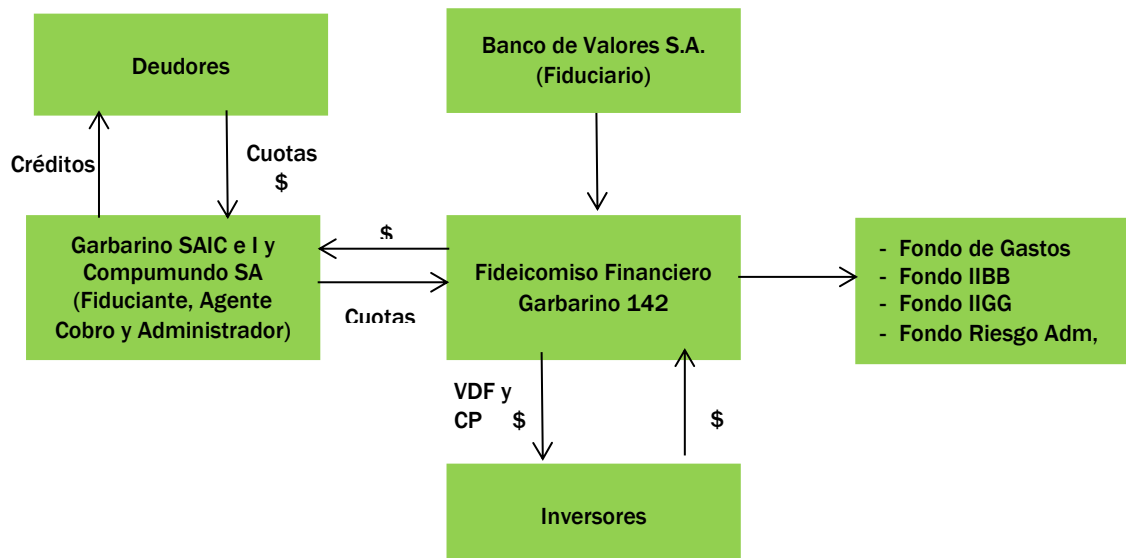 Deudores
Banco de Valores S.A.
(Fiduciario)
Créditos
Cuotas
$
Garbarino SAIC e I y
Compumundo SA
(Fiduciante, Agente
Cobro y Administrador)
$
Cuotas
Fideicomiso Financiero
Garbarino 142
- Fondo de Gastos
- Fondo IIBB
- Fondo IIGG
- Fondo Riesgo Adm,
VDF y
CP $
$
Inversores